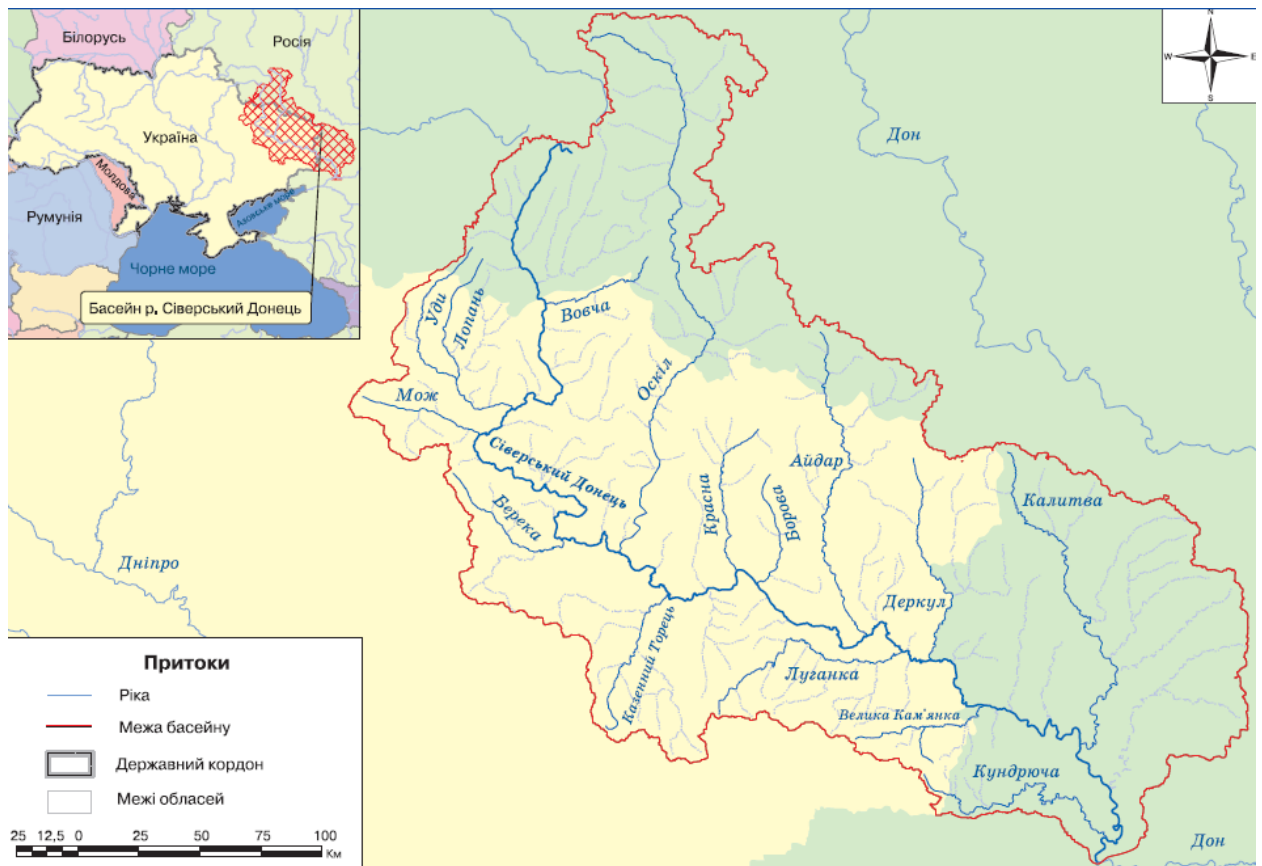 Білорусь
Росія
Україна
Молдова
Румунія
Азовське море
Чорне море
Басейн р. Сіверський Донець
N
W
E
S
Дон
Уди
Лопань
Вовча
Оскіл
Мож
Сіверський Донець
Берека
Красна
Борова
Айдар
Калитва
Дніпро
Деркул
Казенний Торець
Луганка
Велика Кам'янка
Кундрюча
Дон
Притоки
Ріка
Межа басейну
Державний кордон
Межі обласей
25 12,5 0 25 50 75 100
Км